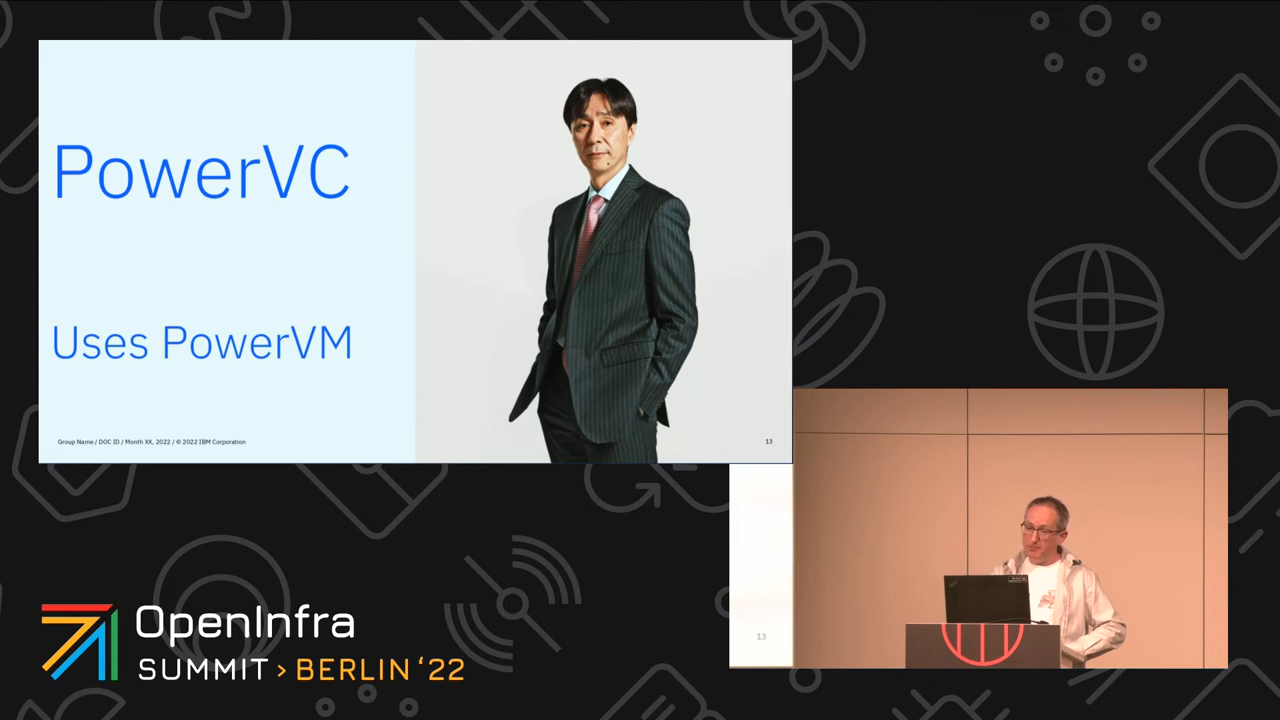 PowerVC
Uses PowerVM
Group Name / DOC ID / Month XX, 2022 / © 2022 IBM Corporation
13
13
OpenInfra
SUMMIT > BERLIN ‘22